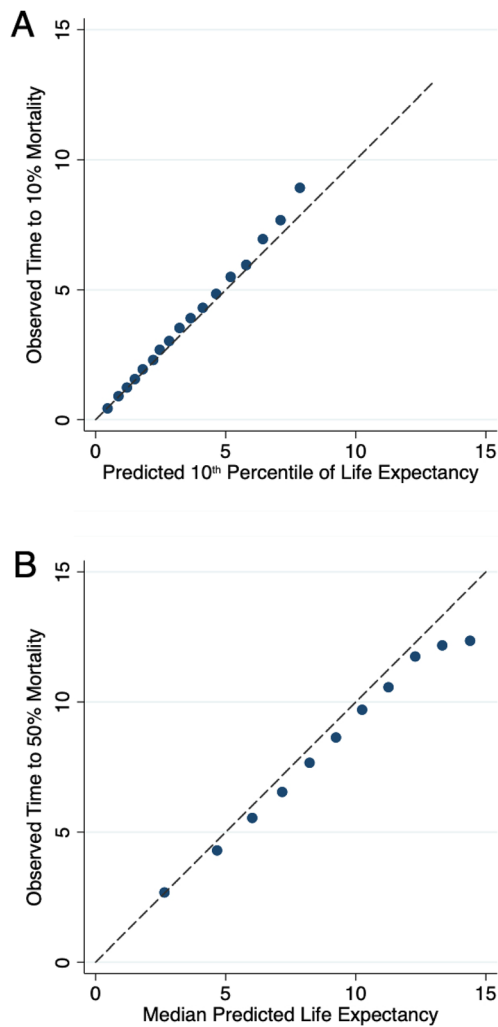 A
Observed Time to 10% Mortality
15
10
5
0
0 5 10 15
Predicted 10th Percentile of Life Expectancy
B
Observed Time to 50% Mortality
15
10
5
0
0 5 10 15
Median Predicted Life Expectancy